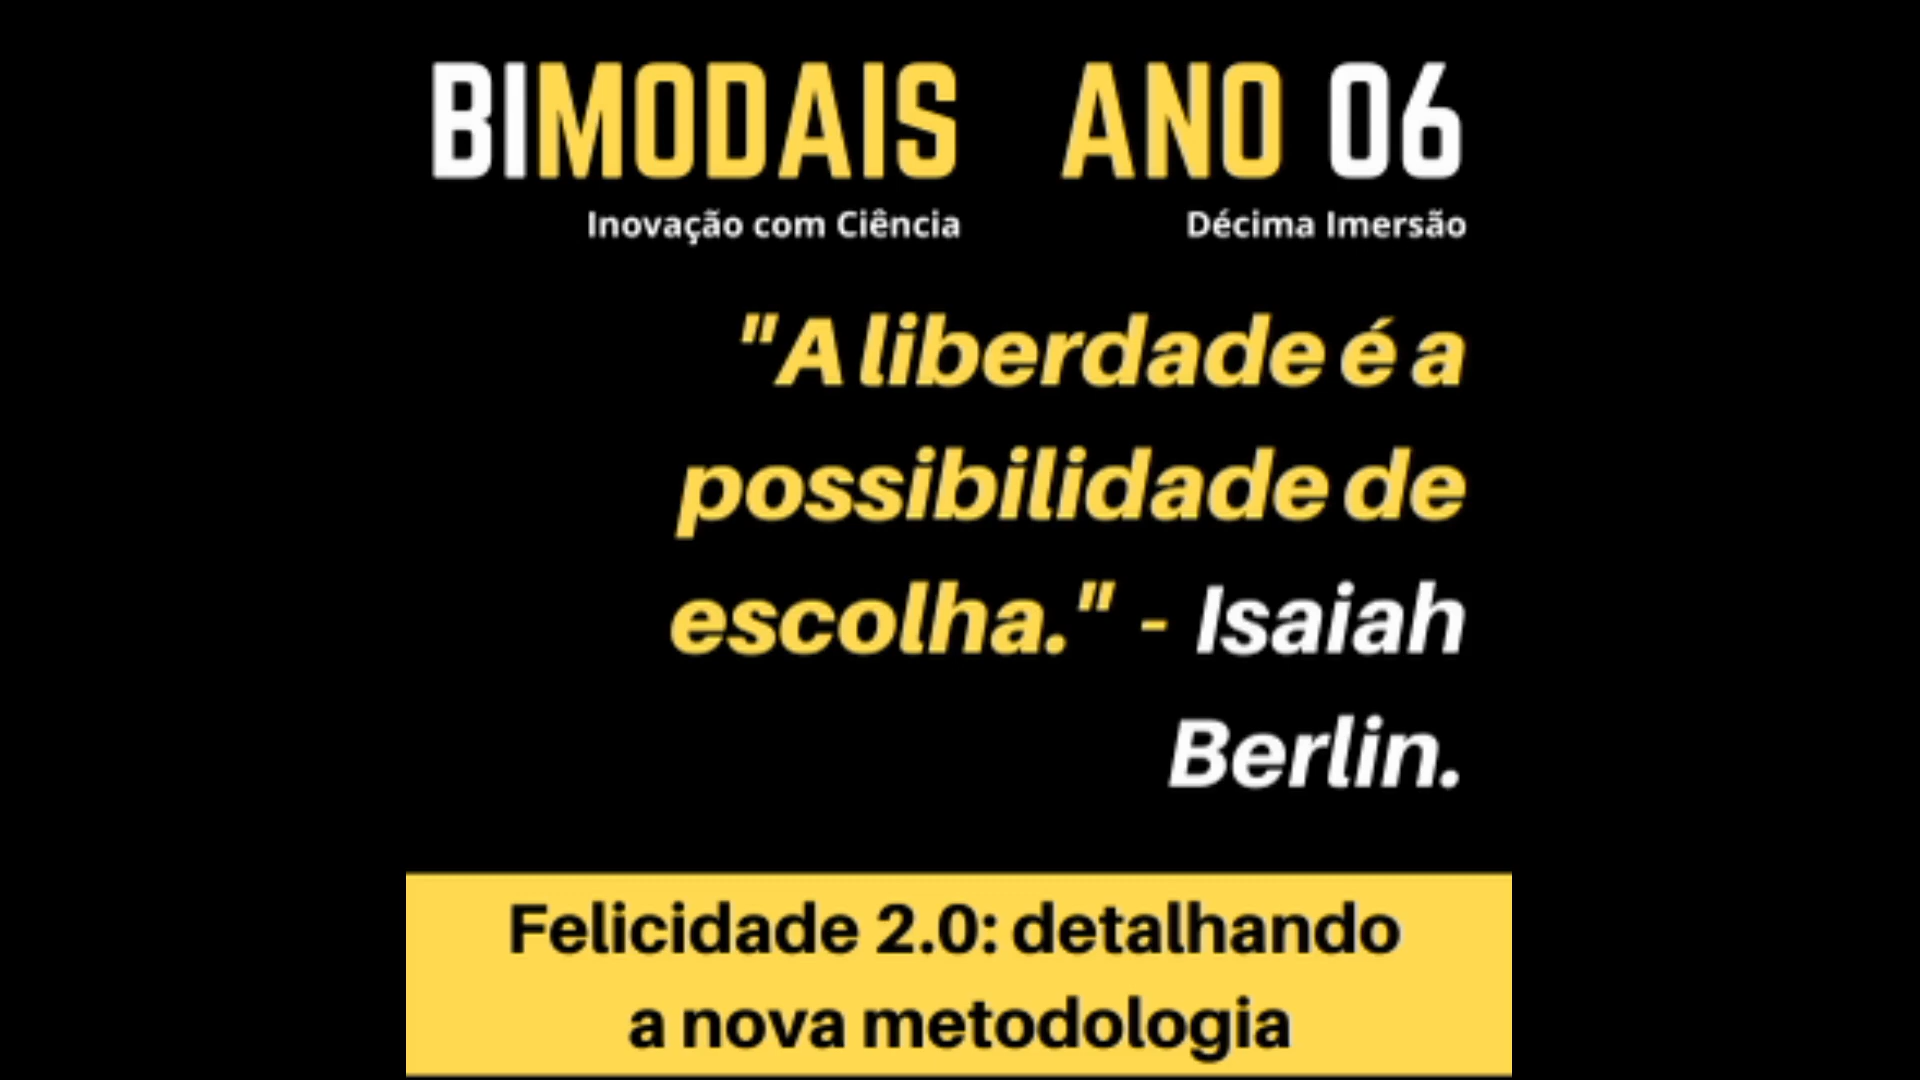 BIMODAIS ANO 06
Inovação com Ciência Décima Imersão
"A liberdade é a
possibilidade de
escolha." - Isaiah
Berlin.
Felicidade 2.0: detalhando
a nova metodologia